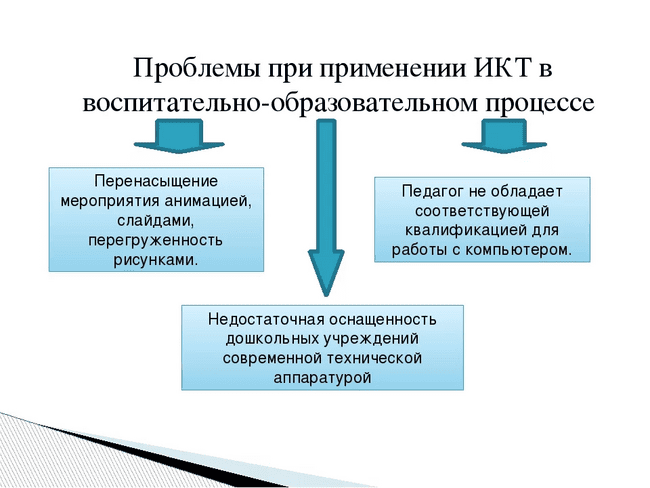 Проблемы при применении ИКТ в
воспитательно-образовательном процессе
Перенасыщение
мероприятия анимацией,
слайдами,
перегруженность
рисунками.
Педагог не обладает
соответствующей
квалификацией для
работы с компьютером.
Недостаточная оснащенность
дошкольных учреждений
современной технической
аппаратурой